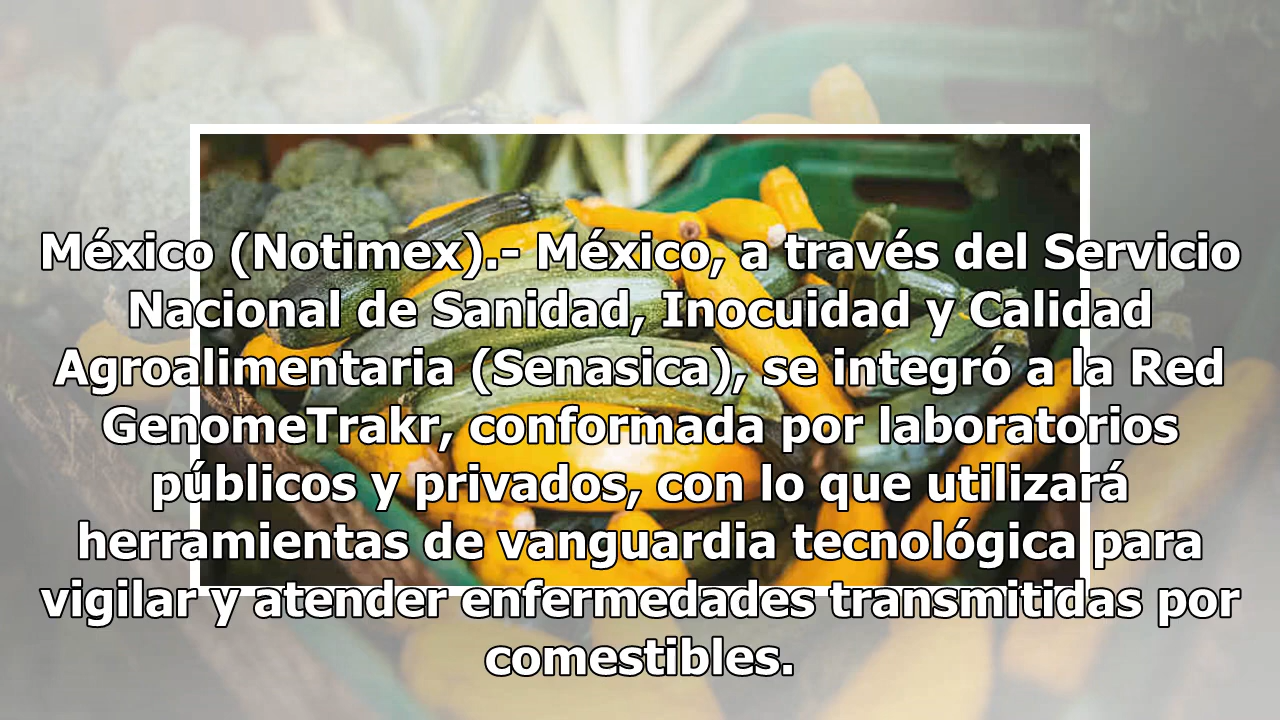 México (Notimex).- México, a través del Servicio
Nacional de Sanidad, Inocuidad y Calidad
Agroalimentaria (Senasica), se integró a la Red
GenomeTrakr, conformada por laboratorios
públicos y privados, con lo que utilizará
herramientas de vanguardia tecnológica para
vigilar y atender enfermedades transmitidas por
comestibles.